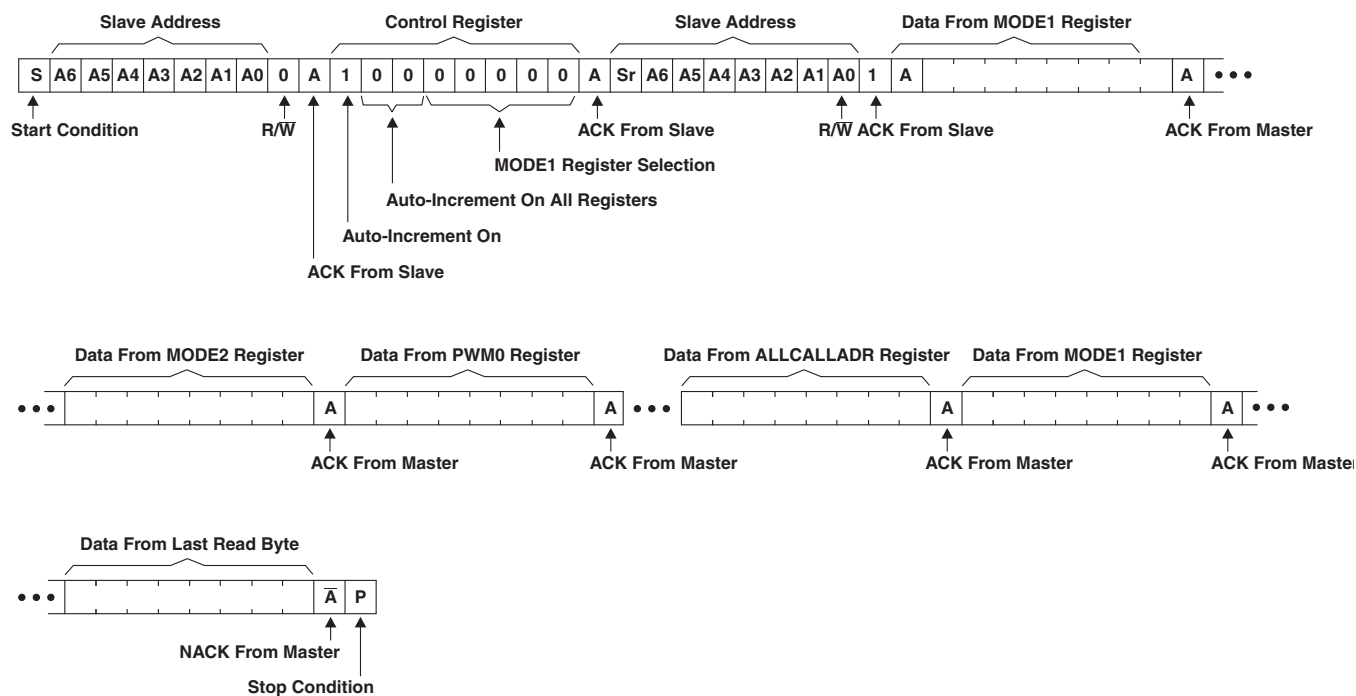 Slave Address Control Register Slave Address Data From MODE1 Register
S A6 A5 A4 A3 A2 A1 A0 0 A 1 0 0 0 0 0 0 0 A Sr A6 A5 A4 A3 A2 A1 A0 1 A A •••
Start Condition R/W̅ ACK From Slave R/W̅ ACK From Slave ACK From Master
MODE1 Register Selection
Auto-Increment On All Registers
Auto-Increment On
ACK From Slave
Data From MODE2 Register Data From PWM0 Register Data From ALLCALLADR Register Data From MODE1 Register
••• A A ••• A A •••
ACK From Master ACK From Master ACK From Master ACK From Master
Data From Last Read Byte
••• A̅ P
NACK From Master
Stop Condition